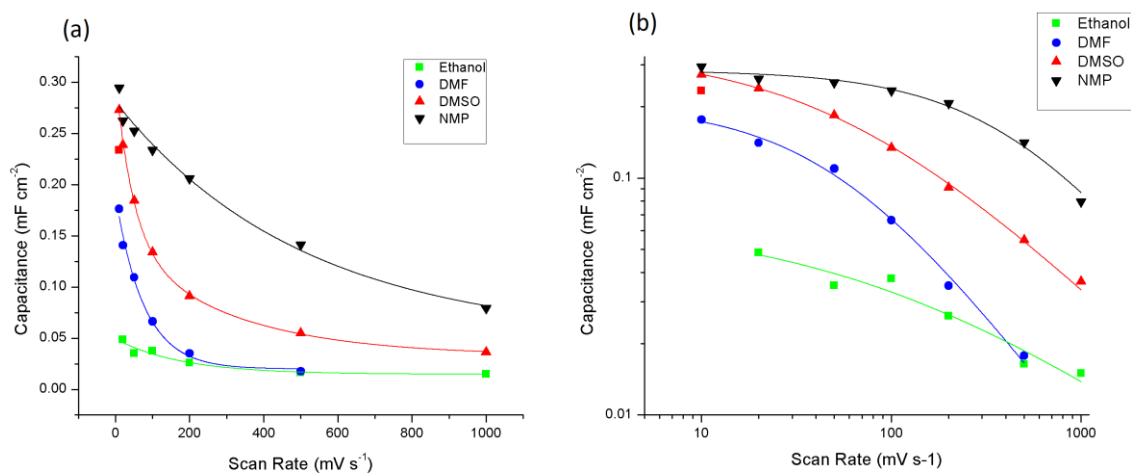 (a)
Ethanol
DMF
DMSO
NMP
0.30
0.25
0.20
0.15
0.10
0.05
0.00
Capacitance (mF cm⁻²)
0 200 400 600 800 1000
Scan Rate (mV s⁻¹)
(b)
Ethanol
DMF
DMSO
NMP
0.1
0.01
Capacitance (mF cm⁻²)
10 100 1000
Scan Rate (mV s-1)